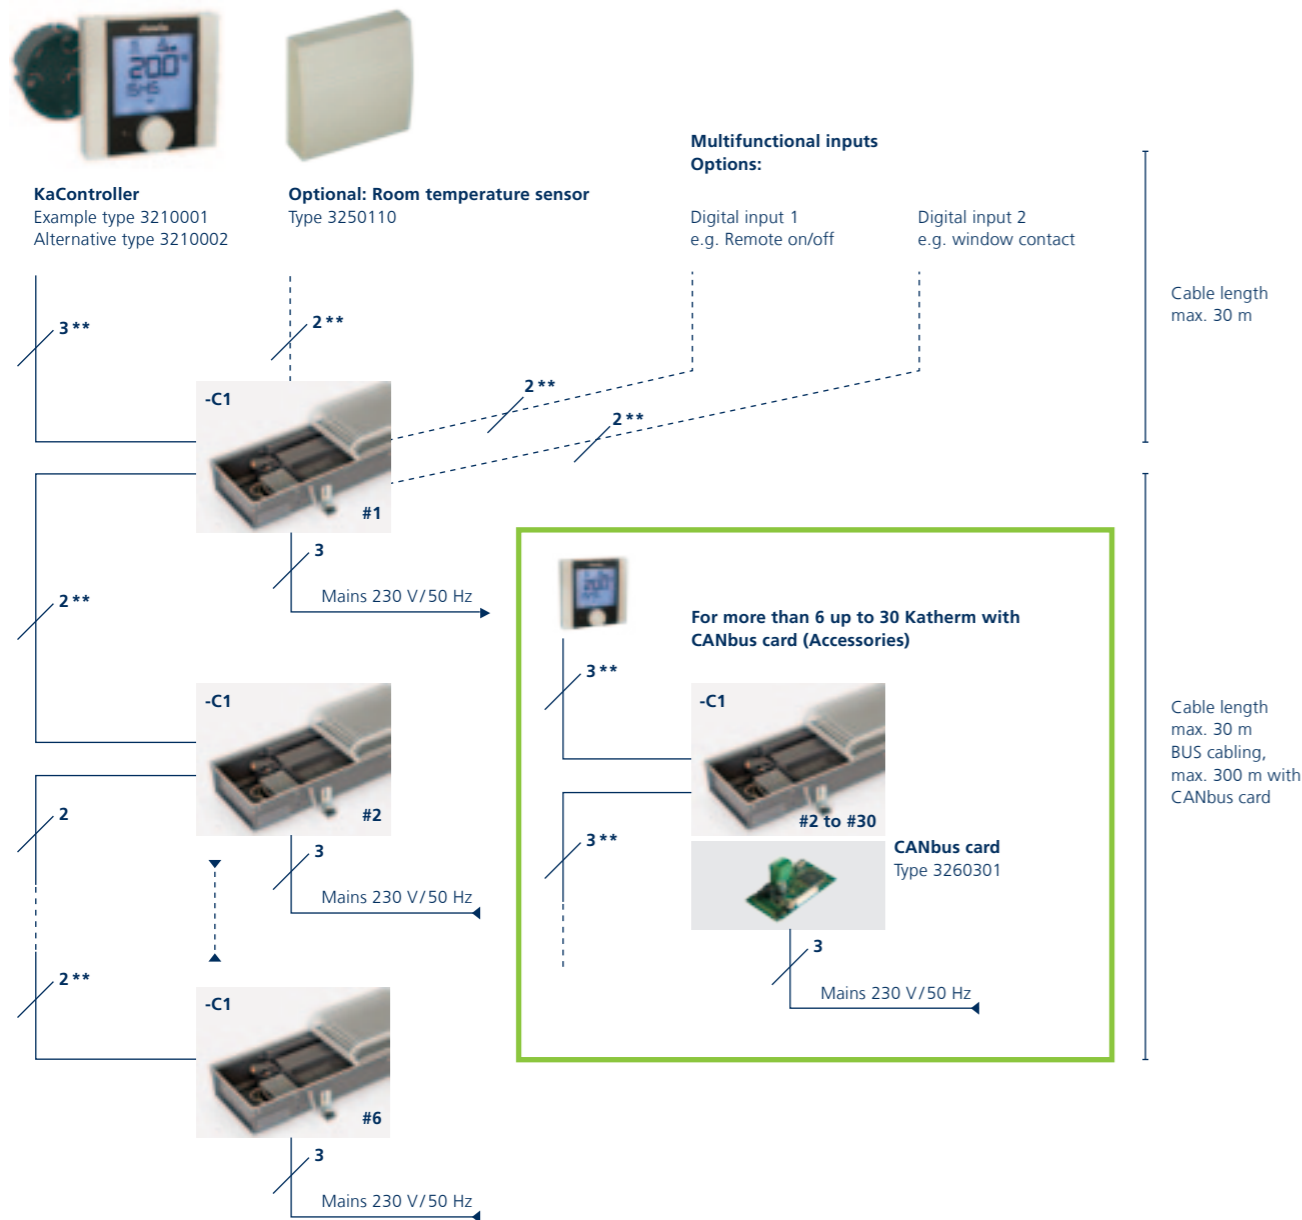 20.0
KaController
Example type 3210001
Alternative type 3210002
Optional: Room temperature sensor
Type 3250110
Multifunctional inputs
Options:
Digital input 1
e.g. Remote on/off
Digital input 2
e.g. window contact
Cable length
max. 30 m
3 **
2 **
2 **
2 **
-C1
#1
3
Mains 230 V/50 Hz
2 **
-C1
#2
3
Mains 230 V/50 Hz
2
2 **
-C1
#6
3
Mains 230 V/50 Hz
For more than 6 up to 30 Katherm with
CANbus card (Accessories)
3 **
-C1
#2 to #30
3 **
CANbus card
Type 3260301
3
Mains 230 V/50 Hz
Cable length
max. 30 m
BUS cabling,
max. 300 m with
CANbus card